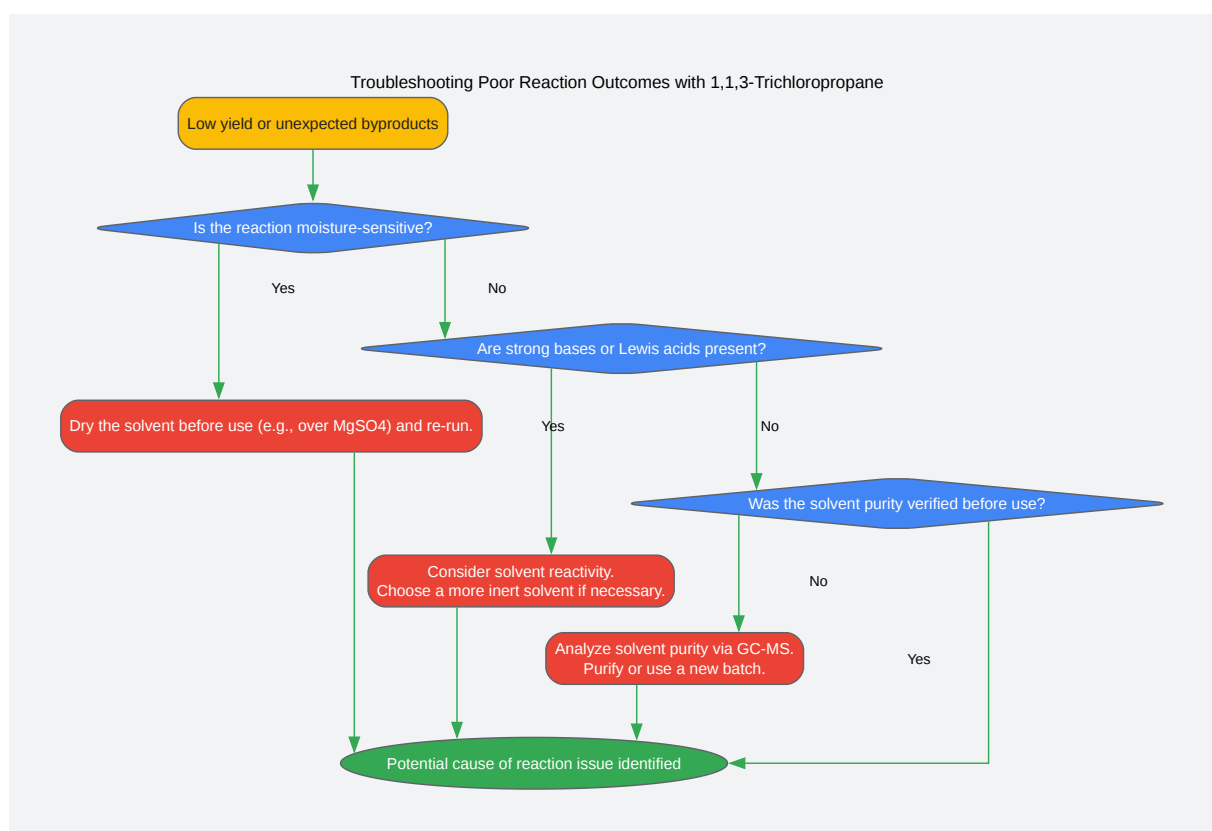 Troubleshooting Poor Reaction Outcomes with 1,1,3-Trichloropropane
Low yield or unexpected byproducts
Is the reaction moisture-sensitive?
Yes
No
Are strong bases or Lewis acids present?
Dry the solvent before use (e.g., over MgSO4) and re-run.
Yes
No
Was the solvent purity verified before use?
Consider solvent reactivity.
Choose a more inert solvent if necessary.
No
Analyze solvent purity via GC-MS.
Purify or use a new batch.
Yes
Potential cause of reaction issue identified